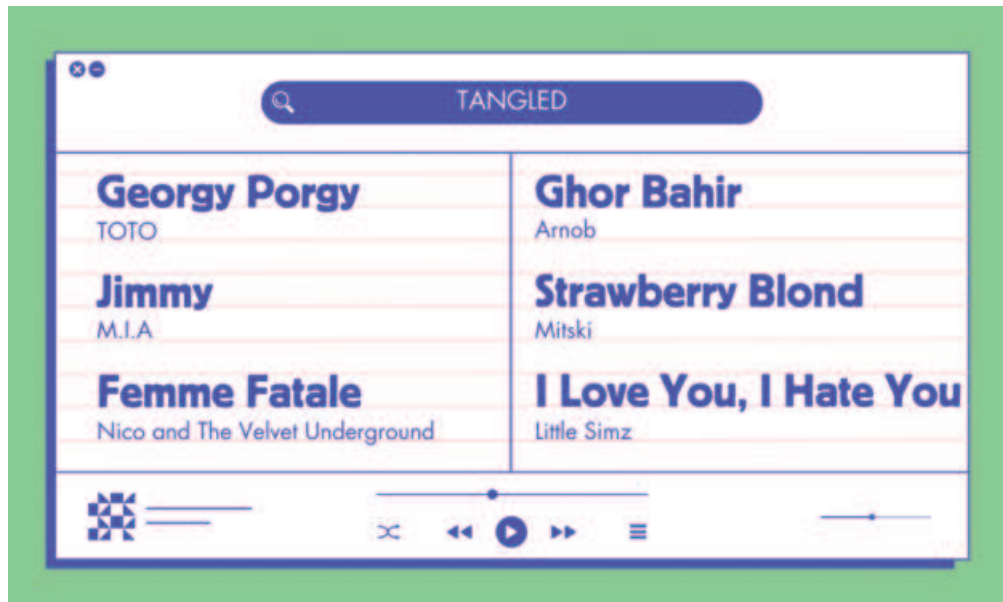 TANGLED
Georgy Porgy
TOTO
Jimmy
M.I.A
Femme Fatale
Nico and The Velvet Underground
Ghor Bahir
Arnob
Strawberry Blond
Mitski
I Love You, I Hate You
Little Simz